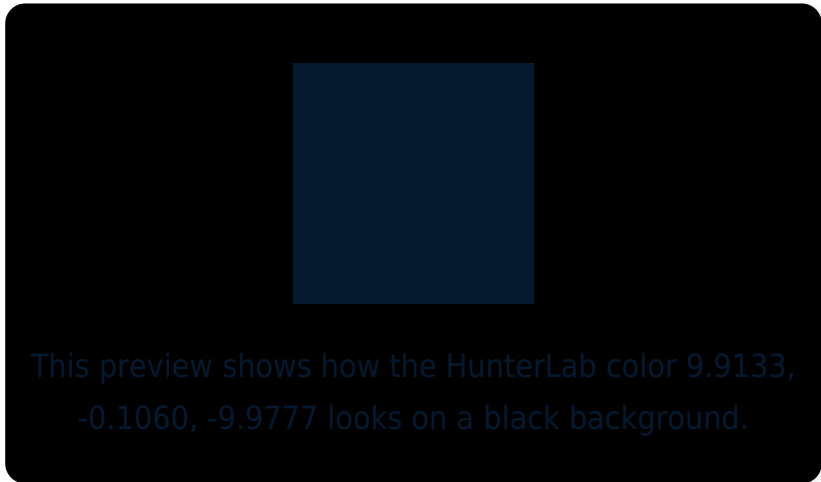 This preview shows how the HunterLab color 9.9133,
-0.1060, -9.9777 looks on a black background.